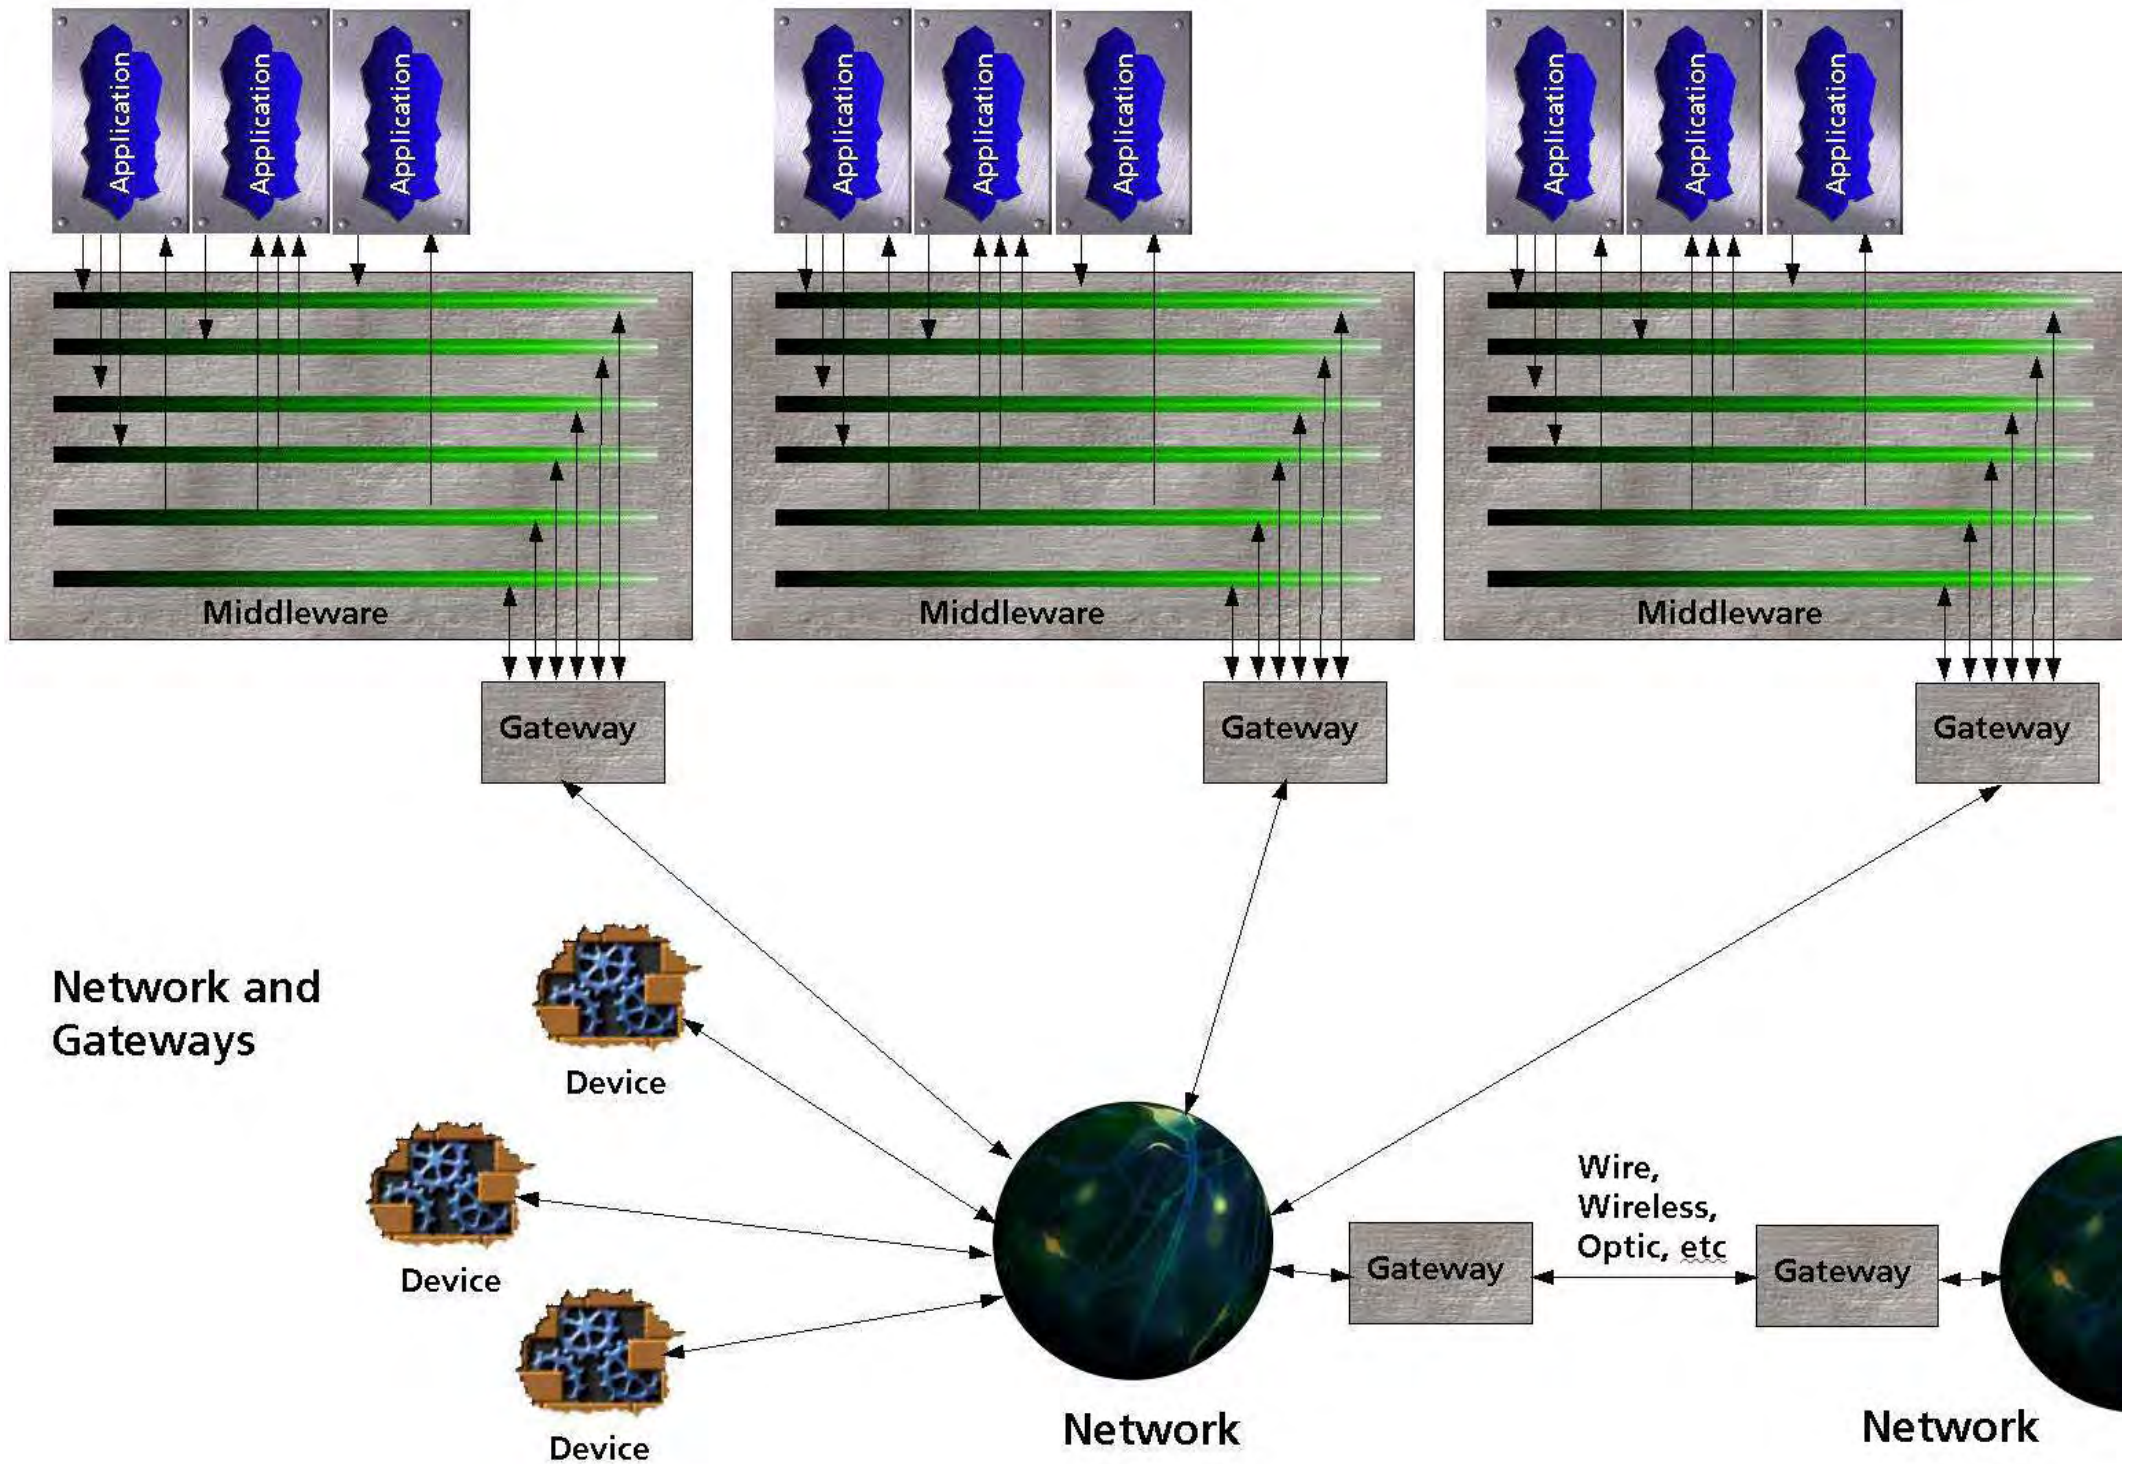 Application
Application
Application
Application
Application
Application
Application
Application
Application
Middleware
Middleware
Middleware
Gateway
Gateway
Gateway
Network and
Gateways
Device
Device
Device
Wire,
Wireless,
Optic, etc
Gateway
Gateway
Network
Network